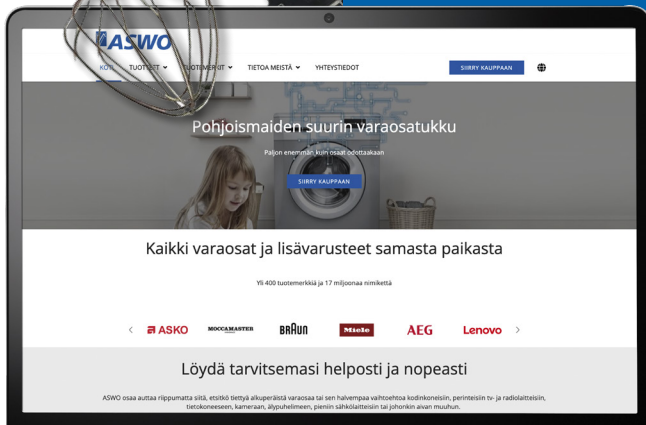 ASWO
TUOTTEET
TUOTEMERKIT
TIETOA MEISTÄ
YHTEYSTIEDOT
SIIRRY KAUPPAAN
Pohjoismaiden suurin varaosatukku
Paljon enemmän kuin osaat odottaakaan
SIIRRY KAUPPAAN
Kaikki varaosat ja lisävarusteet samasta paikasta
Yli 400 tuotemerkkiä ja 17 miljoonaa nimikettä
ASKO
MOCCAMASTER
BRAUN
Miele
AEG
Lenovo
Löydä tarvitsemasi helposti ja nopeasti
ASWO osaa auttaa riippumatta siitä, etsitkö tiettyä alkuperäistä varaosaa tai sen halvempaa vaihtoehtoa kodinkoneisiin, perinteisiin tv- ja radiolaitteisiin,
tietokoneeseen, kameraan, älypuhelimeen, pieniin sähkölaitteisiin tai johonkin aivan muuhun.